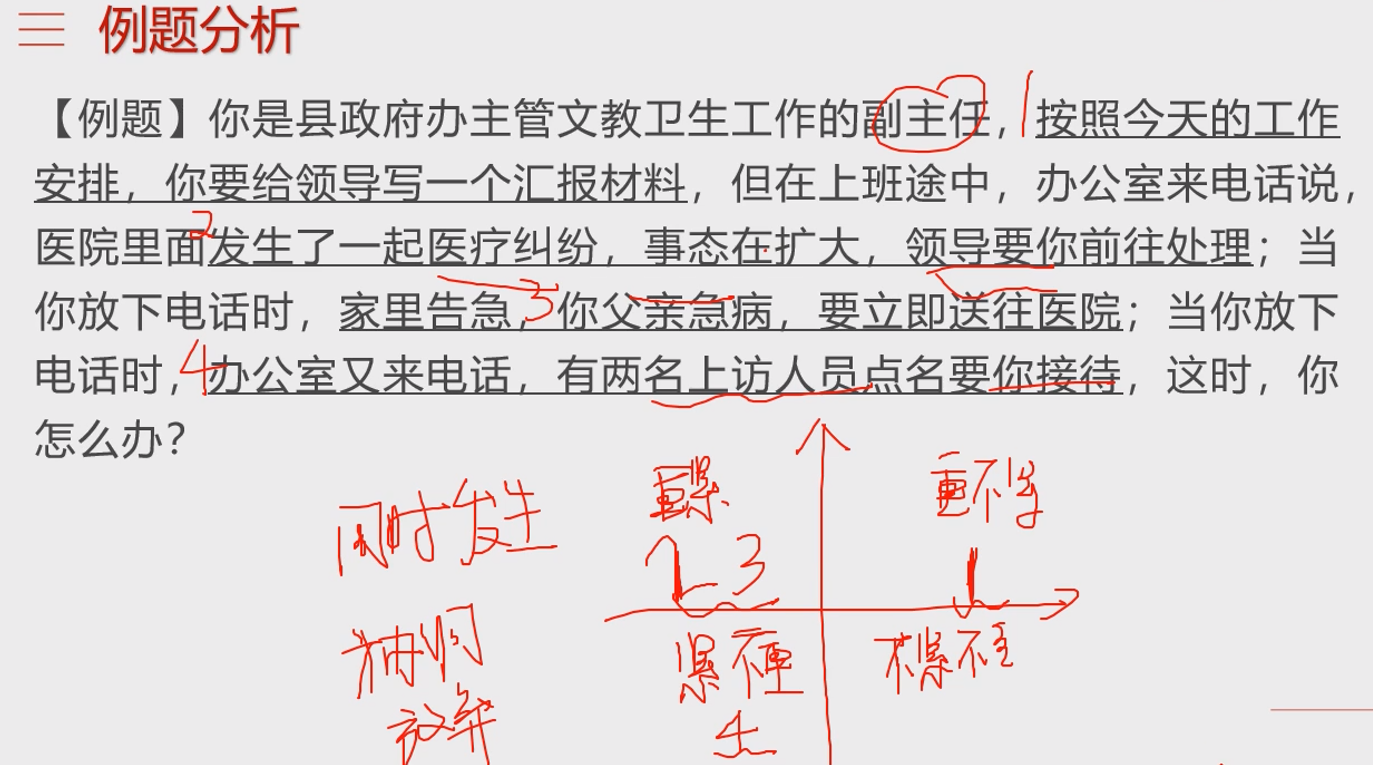 例题分析
【例题】你是县政府办主管文教卫生工作的副主任，1按照今天的工作
安排，你要给领导写一个汇报材料，但在上班途中，办公室来电话说，
医院里面2发生了一起医疗纠纷，事态在扩大，领导要你前往处理；当
你放下电话时，家里告急，3你父亲急病，要立即送往医院；当你放下
电话时，4办公室又来电话，有两名上访人员点名要你接待，这时，你
怎么办？
重紧 重不紧
同时发生
2 3 1
紧不重 不紧不重
4